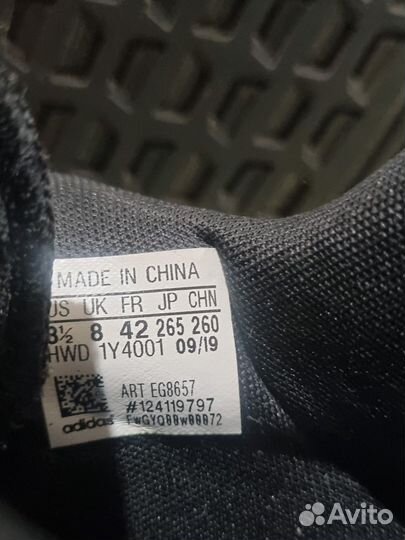 MADE IN CHINA
US UK FR JP CHN
8½ 8 42 265 260
HWD 1Y4001 09/19
ART EG8657
#124119797
adidas
Avito